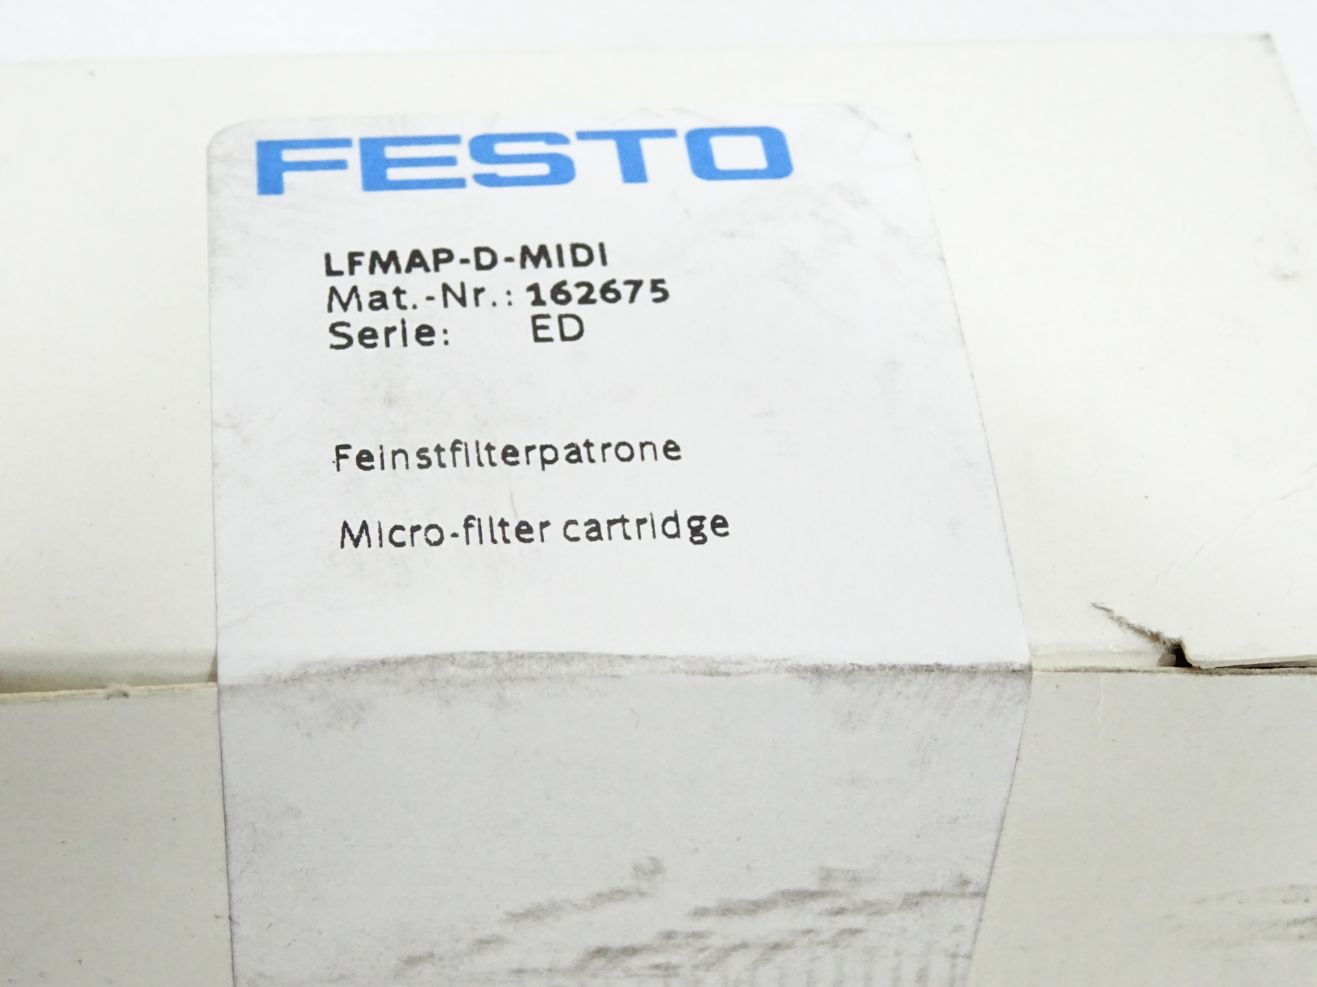 FESTO
LFMAP-D-MIDI
Mat.-Nr.: 162675
Serie: ED
Feinstfilterpatrone
Micro-filter cartridge